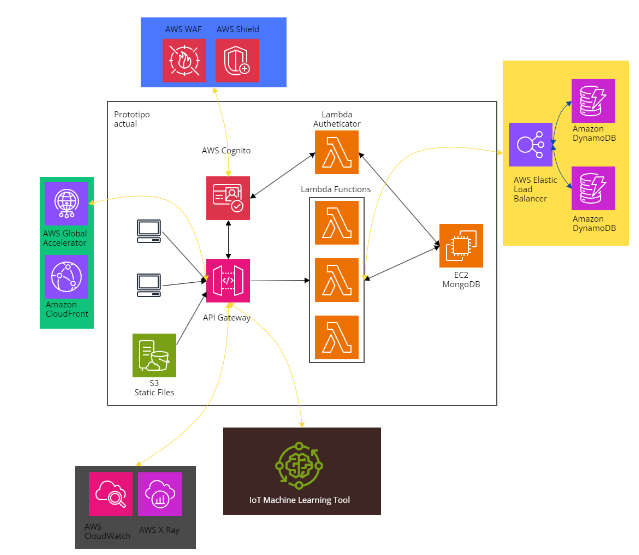 AWS WAF
AWS Shield
Prototipo
actual
Lambda
Autheticator
AWS Cognito
Lambda Functions
Amazon
DynamoDB
AWS Elastic
Load
Balancer
Amazon
DynamoDB
AWS Global
Accelerator
Amazon
CloudFront
API Gateway
EC2
MongoDB
S3
Static Files
IoT Machine Learning Tool
AWS
CloudWatch
AWS X-Ray